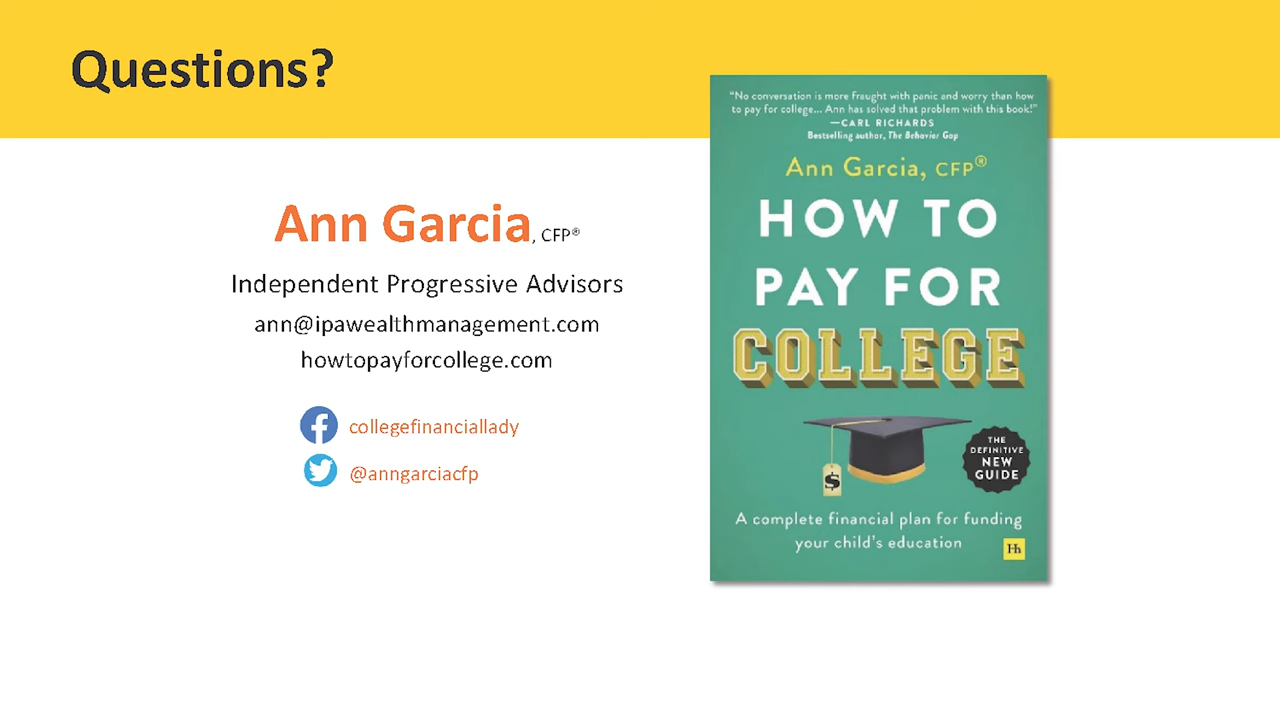 Questions?
Ann Garcia, CFP®
Independent Progressive Advisors
ann@ipawealthmanagement.com
howtopayforcollege.com
collegefinanciallady
@anngarciacfp
“No conversation is more fraught with panic and worry than how
to pay for college... Ann has solved that problem with this book!”
—CARL RICHARDS
Bestselling author, The Behavior Gap
Ann Garcia, CFP®
HOW TO
PAY FOR
COLLEGE
$
THE
DEFINITIVE
NEW
GUIDE
A complete financial plan for funding
your child’s education
Hh